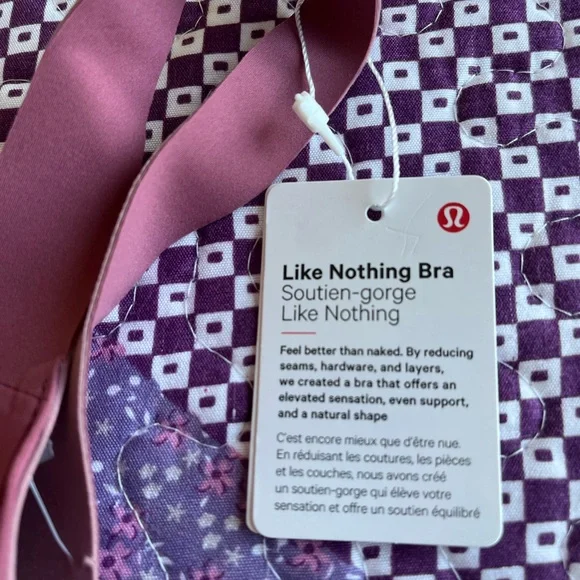 Like Nothing Bra
Soutien-gorge
Like Nothing
Feel better than naked. By reducing
seams, hardware, and layers,
we created a bra that offers an
elevated sensation, even support,
and a natural shape
C'est encore mieux que d'être nue.
En réduisant les coutures, les pièces
et les couches, nous avons créé
un soutien-gorge qui élève votre
sensation et offre un soutien équilibré